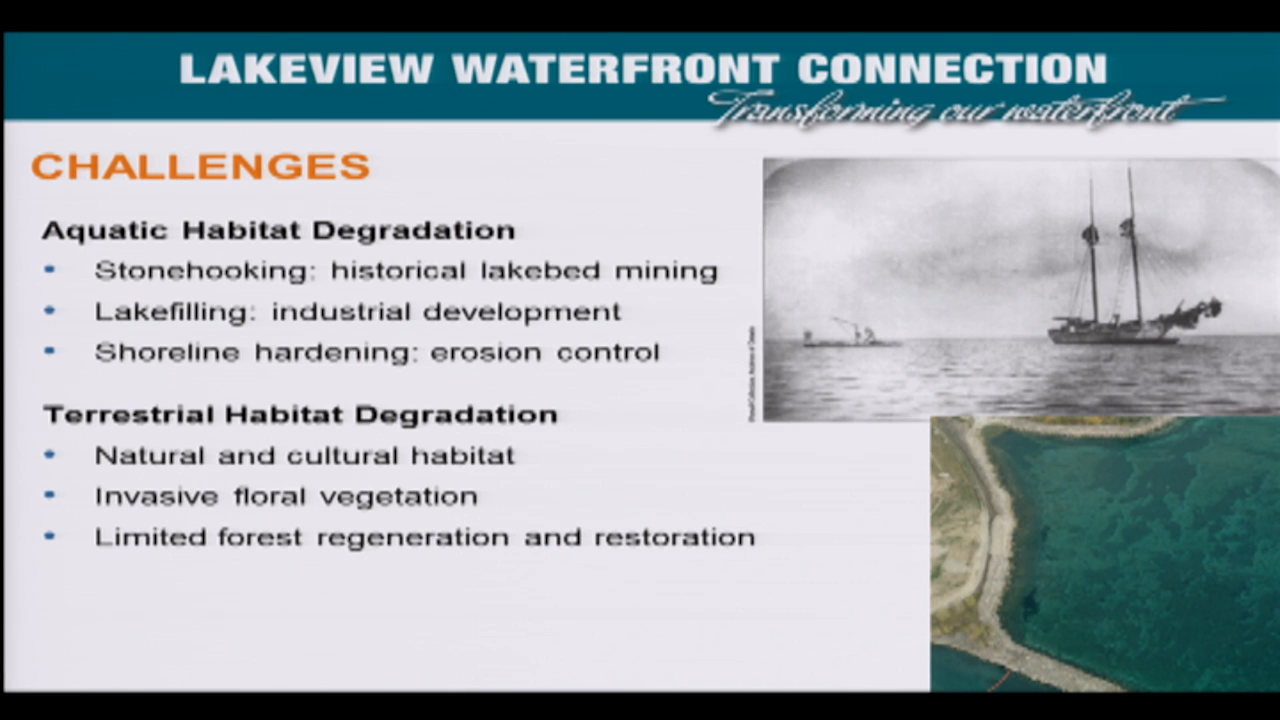 LAKEVIEW WATERFRONT CONNECTION
Transforming our waterfront
CHALLENGES
Aquatic Habitat Degradation
• Stonehooking: historical lakebed mining
• Lakefilling: industrial development
• Shoreline hardening: erosion control
Terrestrial Habitat Degradation
• Natural and cultural habitat
• Invasive floral vegetation
• Limited forest regeneration and restoration